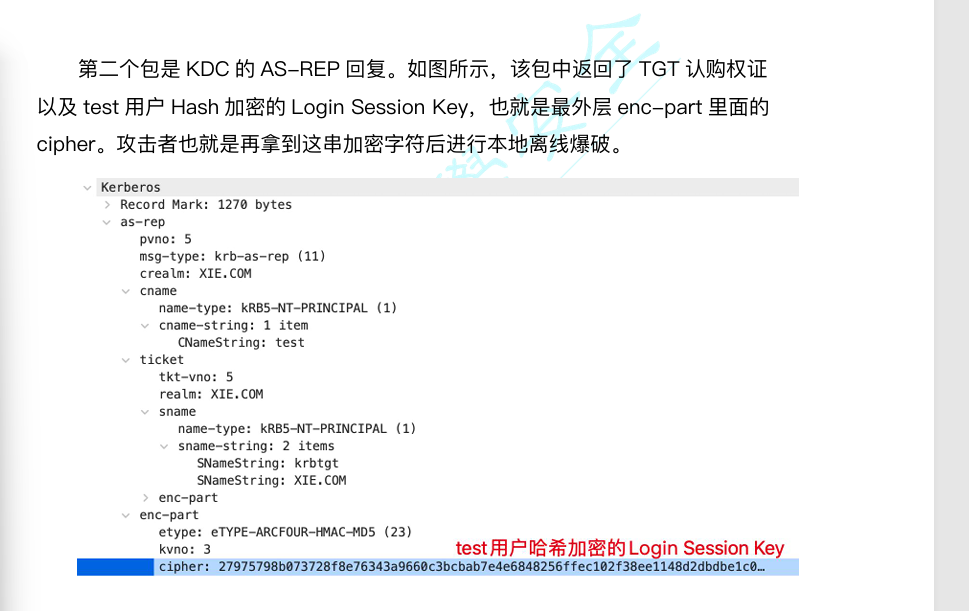 第二个包是 KDC 的 AS-REP 回复。如图所示，该包中返回了 TGT 认购权证
以及 test 用户 Hash 加密的 Login Session Key，也就是最外层 enc-part 里面的
cipher。攻击者也就是再拿到这串加密字符后进行本地离线爆破。
Kerberos
Record Mark: 1270 bytes
as-rep
pvno: 5
msg-type: krb-as-rep (11)
crealm: XIE.COM
cname
name-type: kRB5-NT-PRINCIPAL (1)
cname-string: 1 item
CNameString: test
ticket
tkt-vno: 5
realm: XIE.COM
sname
name-type: kRB5-NT-PRINCIPAL (1)
sname-string: 2 items
SNameString: krbtgt
SNameString: XIE.COM
enc-part
enc-part
etype: eTYPE-ARCFOUR-HMAC-MD5 (23)
kvno: 3
test用户哈希加密的Login Session Key
cipher: 27975798b073728f8e76343a9660c3bcbab7e4e6848256ffec102f38ee1148d2dbdbe1c0…